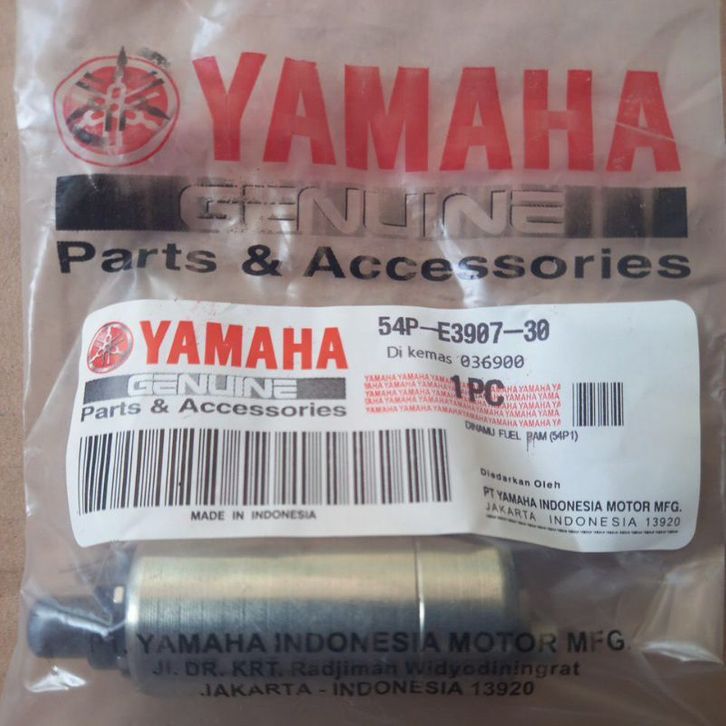 YAMAHA
GENUINE
Parts & Accessories
YAMAHA
GENUINE
Parts & Accessories
54P-E3907-30
Di kemas 036900
1PC
DINAMU FUEL PAM (54P1)
MADE IN INDONESIA
Diedarkan Oleh
PT YAMAHA INDONESIA MOTOR MFG.
JAKARTA INDONESIA 13920
PT. YAMAHA INDONESIA MOTOR MFG.
Jl. DR. KRT. Radjiman Widyodiningrat
JAKARTA - INDONESIA 13920